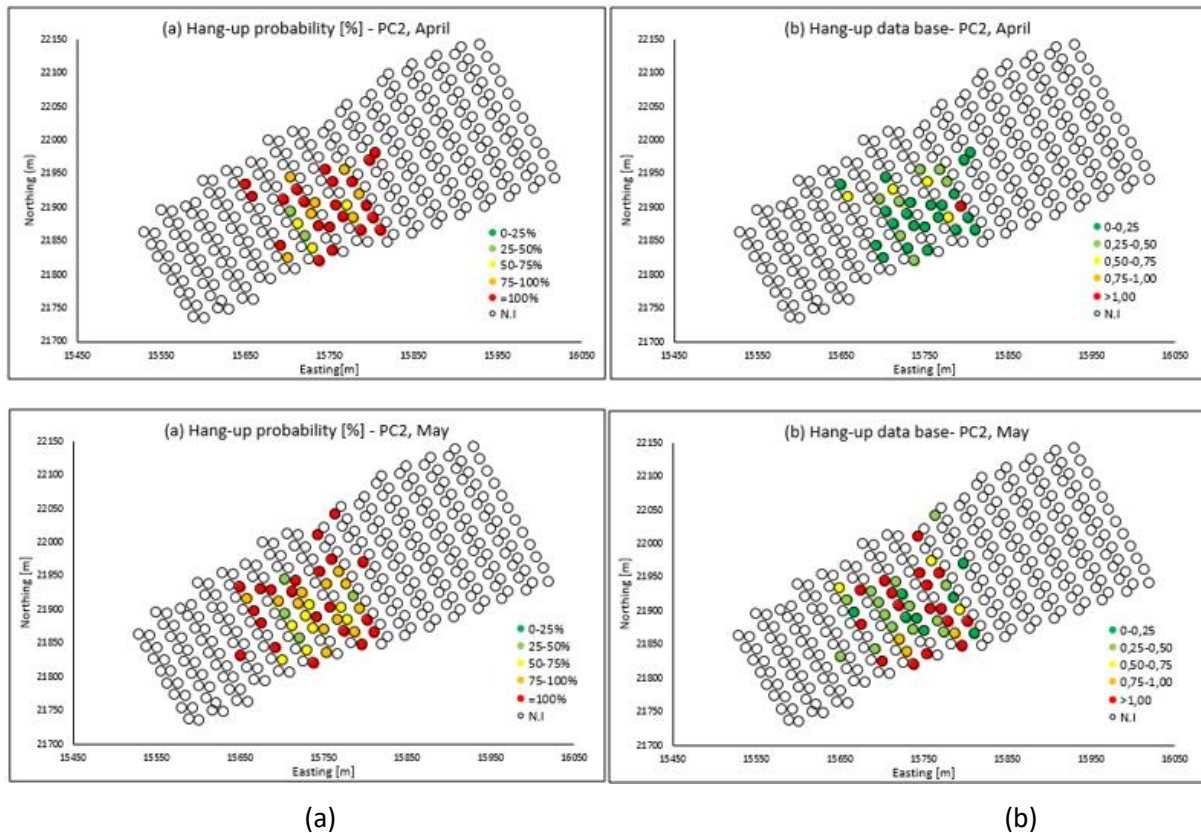 (a) Hang-up probability [%] - PC2, April
22150
22100
22050
22000
21950
21900
21850
21800
21750
21700
Northing [m]
15450 15550 15650 15750 15850 15950 16050
Easting[m]
0-25%
25-50%
50-75%
75-100%
=100%
N.I
(b) Hang-up data base- PC2, April
22150
22100
22050
22000
21950
21900
21850
21800
21750
21700
Northing [m]
15450 15550 15650 15750 15850 15950 16050
Easting [m]
0-0,25
0,25-0,50
0,50-0,75
0,75-1,00
>1,00
N.I
(a) Hang-up probability [%] - PC2, May
22150
22100
22050
22000
21950
21900
21850
21800
21750
21700
Northing [m]
15450 15550 15650 15750 15850 15950 16050
Easting [m]
0-25%
25-50%
50-75%
75-100%
=100%
N.I
(b) Hang-up data base- PC2, May
22150
22100
22050
22000
21950
21900
21850
21800
21750
21700
Northing [m]
15450 15550 15650 15750 15850 15950 16050
Easting [m]
0-0,25
0,25-0,50
0,50-0,75
0,75-1,00
>1,00
N.I
(a) (b)